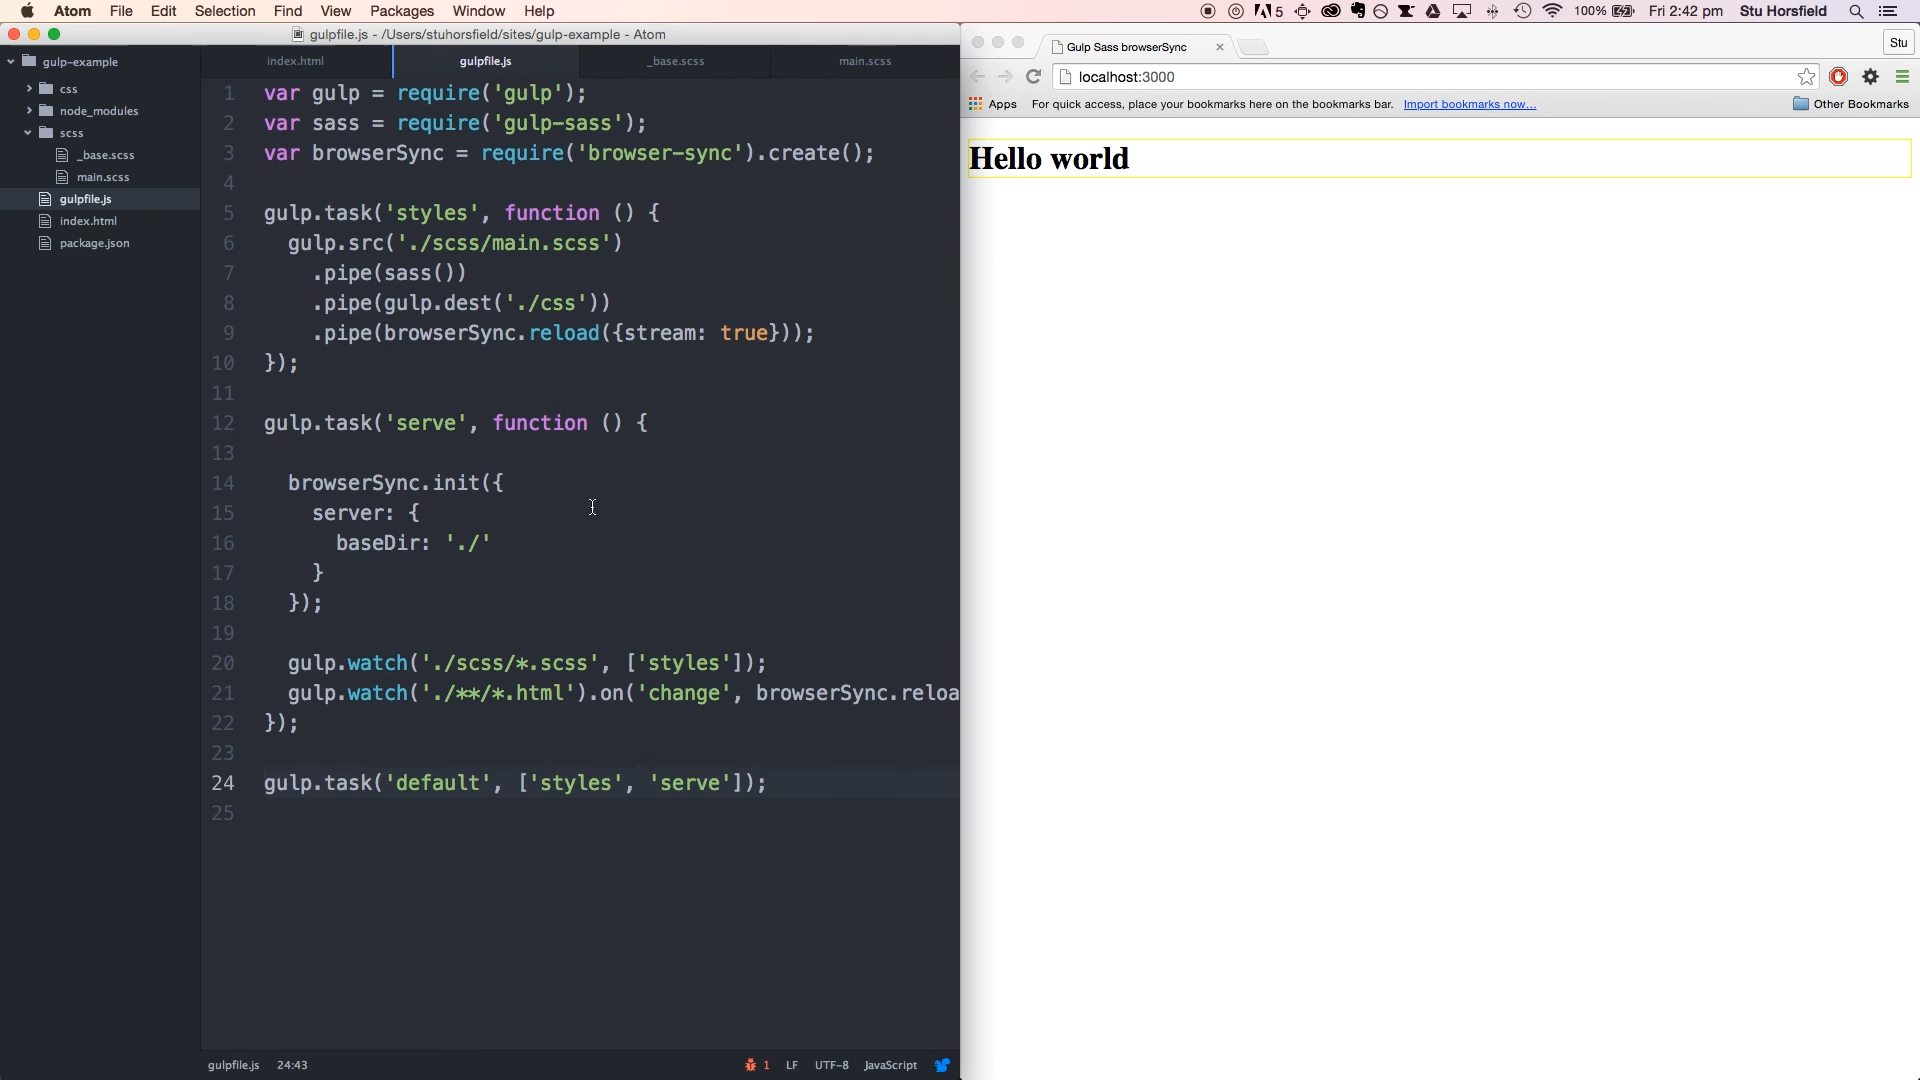 Atom File Edit Selection Find View Packages Window Help
5 100% Fri 2:42 pm Stu Horsfield
gulpfile.js - /Users/stuhorsfield/sites/gulp-example - Atom
gulp-example
css
node_modules
scss
_base.scss
main.scss
gulpfile.js
index.html
package.json
index.html gulpfile.js _base.scss main.scss
1 var gulp = require('gulp');
2 var sass = require('gulp-sass');
3 var browserSync = require('browser-sync').create();
4
5 gulp.task('styles', function () {
6 gulp.src('./scss/main.scss')
7 .pipe(sass())
8 .pipe(gulp.dest('./css'))
9 .pipe(browserSync.reload({stream: true}));
10 });
11
12 gulp.task('serve', function () {
13
14 browserSync.init({
15 server: {
16 baseDir: './'
17 }
18 });
19
20 gulp.watch('./scss/*.scss', ['styles']);
21 gulp.watch('./**/*.html').on('change', browserSync.reloa
22 });
23
24 gulp.task('default', ['styles', 'serve']);
25
gulpfile.js 24:43 1 LF UTF-8 JavaScript
Gulp Sass browserSync Stu
localhost:3000
Apps For quick access, place your bookmarks here on the bookmarks bar. Import bookmarks now... Other Bookmarks
Hello world